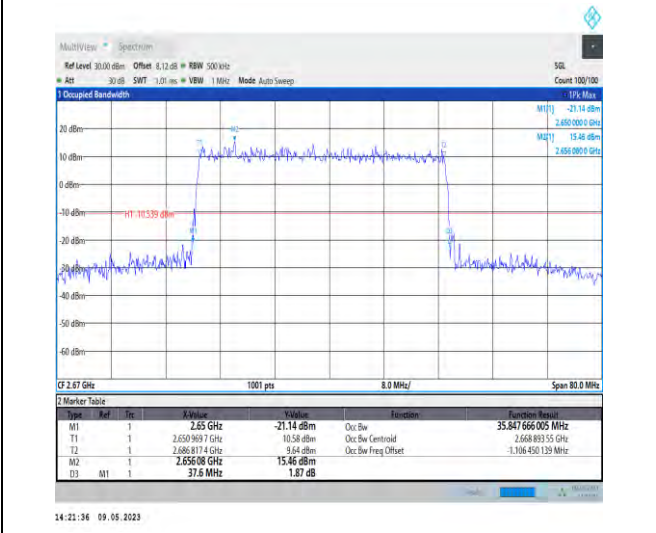 MultiView Spectrum
Ref Level 30.00 dBm Offset 8.12 dB RBW 500 kHz SGL
Att 30 dB SWT 1.01 ms VBW 1 MHz Mode Auto Sweep Count 100/100
1 Occupied Bandwidth 1Pk Max
M1[1] -21.14 dBm
2.650 000 0 GHz
M2[1] 15.46 dBm
2.656 080 0 GHz
20 dBm
10 dBm
0 dBm
-10 dBm
H1 -10.539 dBm
-20 dBm
-30 dBm
-40 dBm
-50 dBm
-60 dBm
M2
M1
CF 2.67 GHz 1001 pts 8.0 MHz/ Span 80.0 MHz
2 Marker Table
Type Ref Trc X-Value Y-Value Function Function Result
M1 1 2.65 GHz -21.14 dBm Occ Bw 35.847 666 005 MHz
T1 1 2.650 969 7 GHz 10.58 dBm Occ Bw Centroid 2.668 893 55 GHz
T2 1 2.686 817 4 GHz 9.64 dBm Occ Bw Freq Offset -1.106 450 139 MHz
M2 1 2.656 08 GHz 15.46 dBm
D3 M1 1 37.6 MHz 1.87 dB
14:21:36 09.05.2023